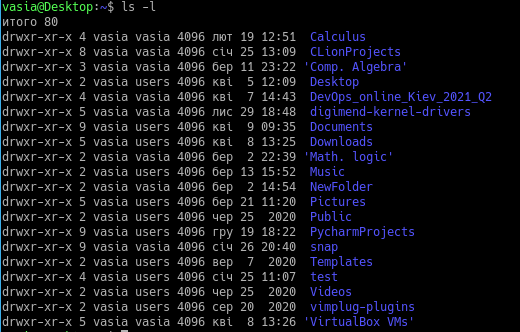 vasia@Desktop:~$ ls -l
итого 80
drwxr-xr-x 4 vasia vasia 4096 лют 19 12:51  Calculus
drwxr-xr-x 8 vasia vasia 4096 січ 25 13:09  CLionProjects
drwxr-xr-x 3 vasia vasia 4096 бер 11 23:22 'Comp. Algebra'
drwxr-xr-x 2 vasia users 4096 кві  5 12:09  Desktop
drwxr-xr-x 4 vasia vasia 4096 кві  7 14:43  DevOps_online_Kiev_2021_Q2
drwxr-xr-x 5 vasia vasia 4096 лис 29 18:48  digimend-kernel-drivers
drwxr-xr-x 9 vasia users 4096 кві  9 09:35  Documents
drwxr-xr-x 5 vasia users 4096 кві  8 13:25  Downloads
drwxr-xr-x 2 vasia vasia 4096 бер  2 22:39 'Math. logic'
drwxr-xr-x 2 vasia users 4096 бер 13 15:52  Music
drwxr-xr-x 2 vasia users 4096 бер  2 14:54  NewFolder
drwxr-xr-x 5 vasia users 4096 бер 21 11:20  Pictures
drwxr-xr-x 2 vasia users 4096 чер 25  2020  Public
drwxr-xr-x 9 vasia users 4096 гру 19 18:22  PycharmProjects
drwxr-xr-x 9 vasia vasia 4096 січ 26 20:40  snap
drwxr-xr-x 2 vasia users 4096 вер  7  2020  Templates
drwxr-xr-x 4 vasia vasia 4096 січ 25 11:07  test
drwxr-xr-x 2 vasia users 4096 чер 25  2020  Videos
drwxr-xr-x 2 vasia users 4096 сер 20  2020  vimplug-plugins
drwxr-xr-x 5 vasia vasia 4096 кві  8 13:26 'VirtualBox VMs'